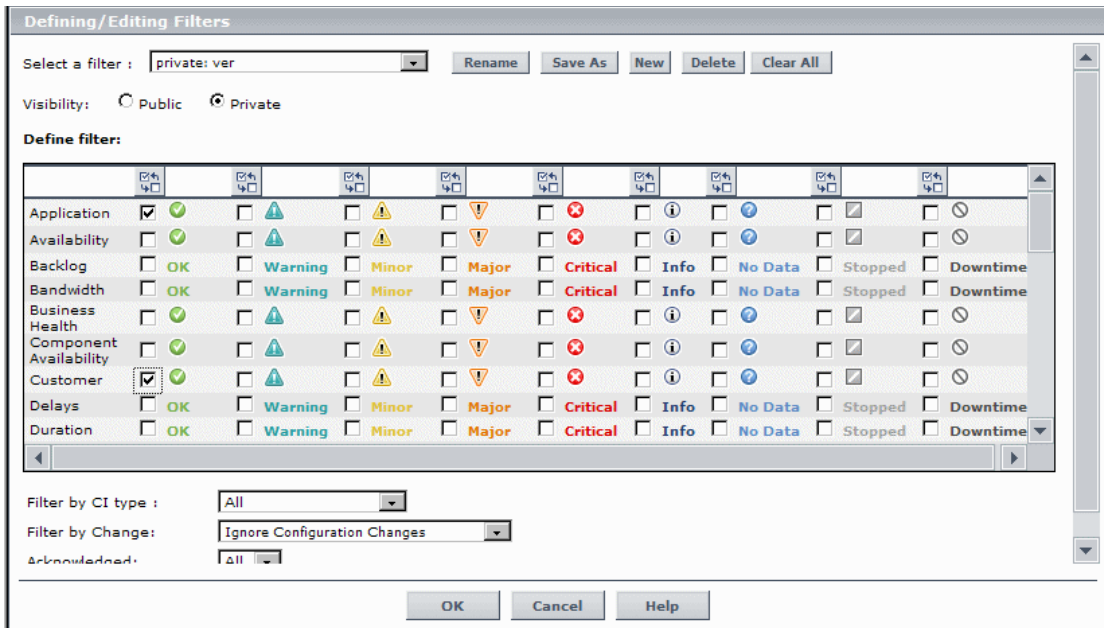 Defining/Editing Filters
Select a filter : private: ver Rename Save As New Delete Clear All
Visibility: Public Private
Define filter:
Application
Availability
Backlog OK Warning Minor Major Critical Info No Data Stopped Downtime
Bandwidth OK Warning Minor Major Critical Info No Data Stopped Downtime
Business
Health
Component
Availability
Customer
Delays OK Warning Minor Major Critical Info No Data Stopped Downtime
Duration OK Warning Minor Major Critical Info No Data Stopped Downtime
Filter by CI type : All
Filter by Change: Ignore Configuration Changes
Acknowledged: All
OK Cancel Help